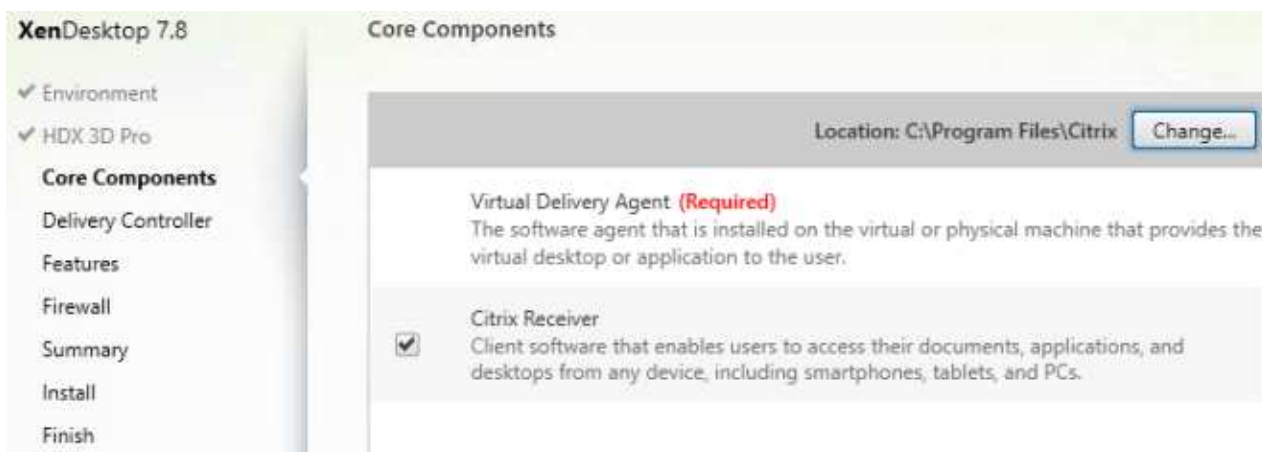 XenDesktop 7.8
Environment
HDX 3D Pro
Core Components
Delivery Controller
Features
Firewall
Summary
Install
Finish
Core Components
Location: C:\Program Files\Citrix
Change...
Virtual Delivery Agent (Required)
The software agent that is installed on the virtual or physical machine that provides the
virtual desktop or application to the user.
Citrix Receiver
Client software that enables users to access their documents, applications, and
desktops from any device, including smartphones, tablets, and PCs.